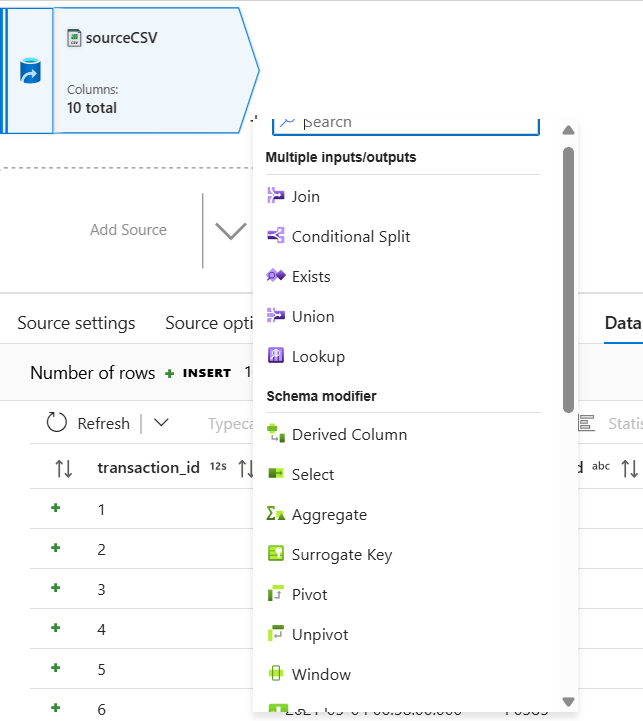 sourceCSV
Columns:
10 total
Search
Multiple inputs/outputs
Join
Conditional Split
Exists
Union
Lookup
Schema modifier
Derived Column
Select
Aggregate
Surrogate Key
Pivot
Unpivot
Window
Add Source
Source settings Source opti Data
Number of rows + INSERT 1
Refresh Typeca Statis
transaction_id 12s d abc
1
2
3
4
5
6